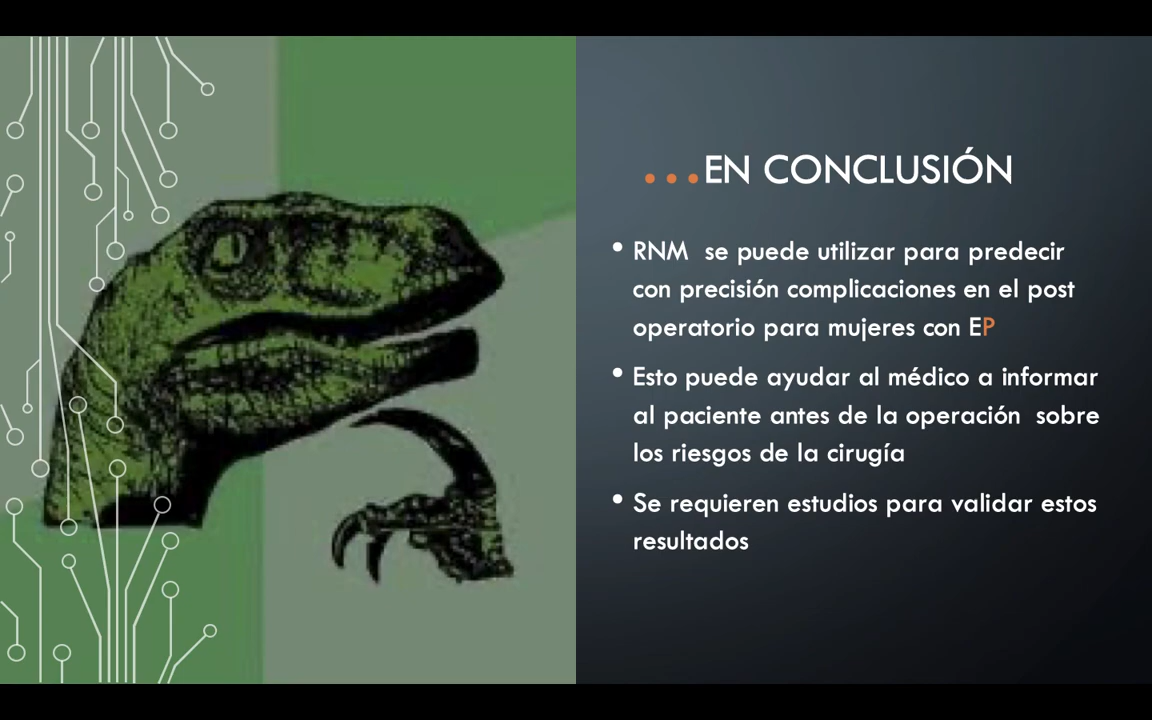 ...EN CONCLUSIÓN
• RNM se puede utilizar para predecir
con precisión complicaciones en el post
operatorio para mujeres con EP
• Esto puede ayudar al médico a informar
al paciente antes de la operación sobre
los riesgos de la cirugía
• Se requieren estudios para validar estos
resultados